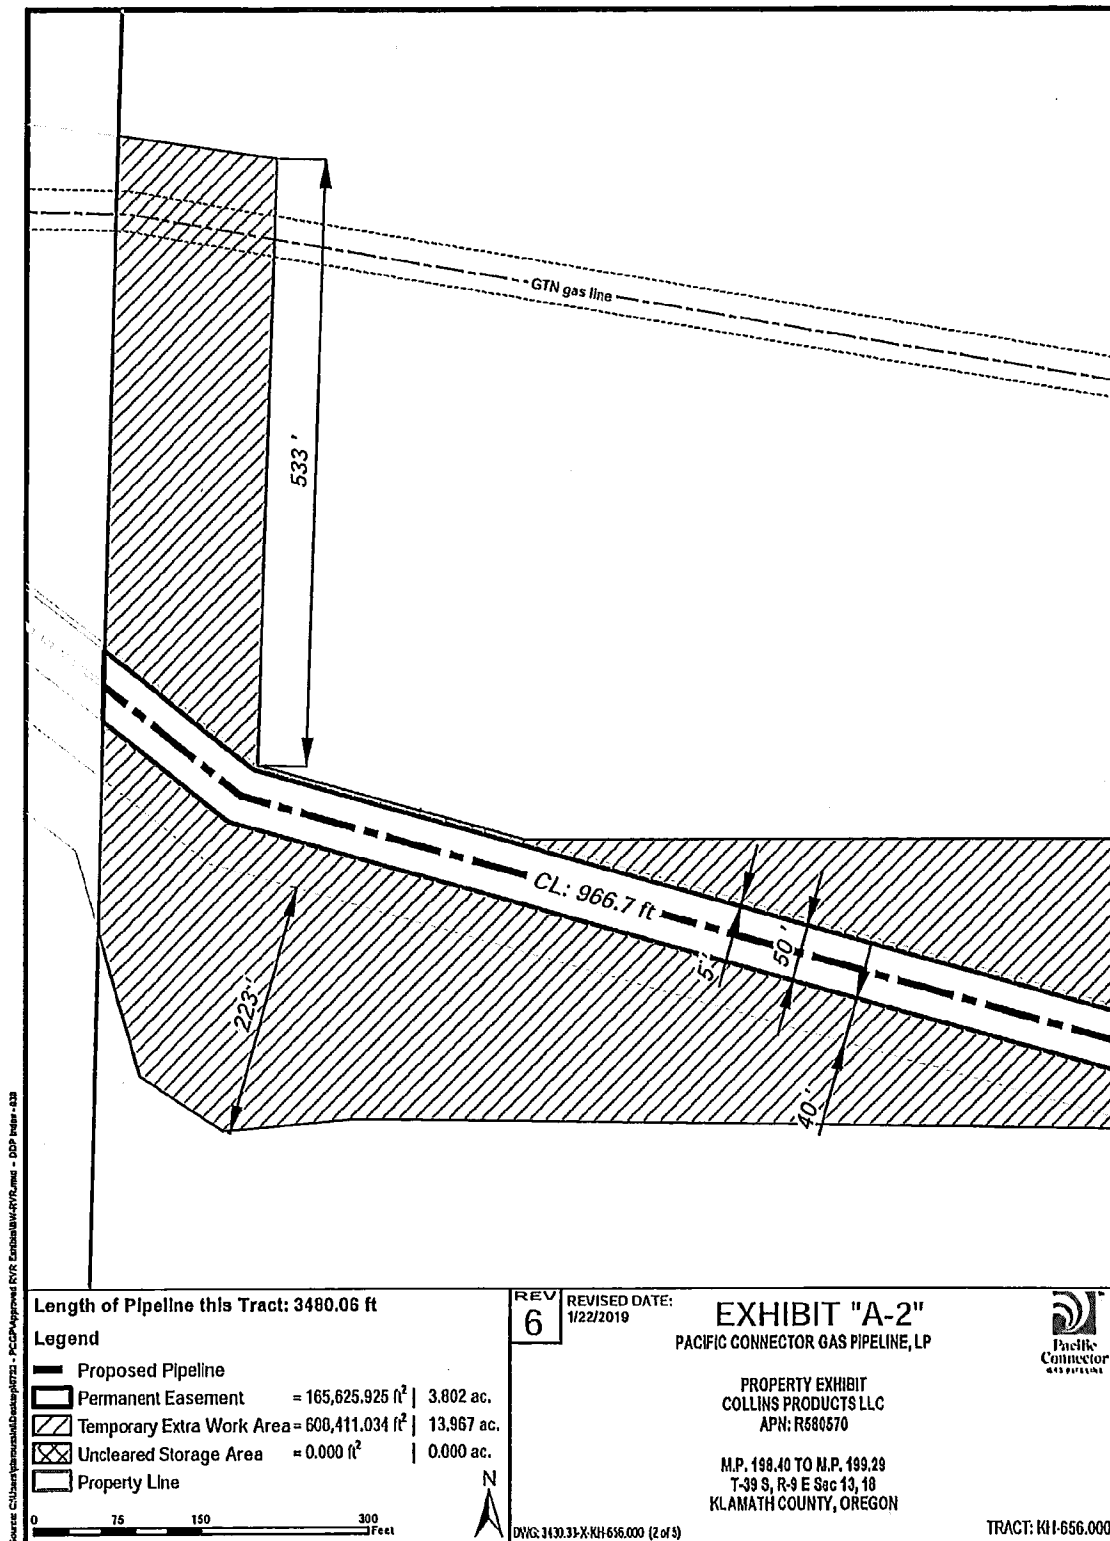 GTN gas line
533 '
CL: 966.7 ft
5'
50 '
223 '
40 '
Length of Pipeline this Tract: 3480.06 ft
Legend
Proposed Pipeline
Permanent Easement = 165,625.925 ft² | 3.802 ac.
Temporary Extra Work Area = 608,411.034 ft² | 13.967 ac.
Uncleared Storage Area = 0.000 ft² | 0.000 ac.
Property Line
0 75 150 300
Feet
N
REV
6
REVISED DATE:
1/22/2019
EXHIBIT "A-2"
PACIFIC CONNECTOR GAS PIPELINE, LP
PROPERTY EXHIBIT
COLLINS PRODUCTS LLC
APN: R580570
M.P. 198.40 TO M.P. 199.29
T-39 S, R-9 E Sec 13, 18
KLAMATH COUNTY, OREGON
DWG: 3430.33-X-KH-656.000 (2 of 5)
TRACT: KH-656.000
Pacific
Connector
GAS PIPELINE